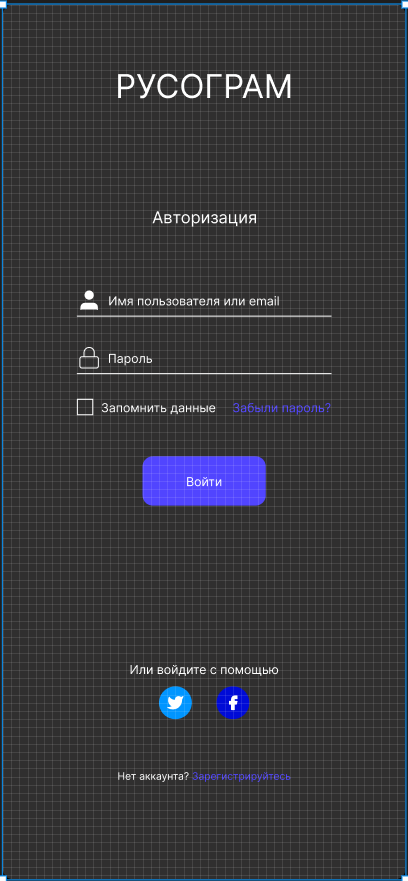 РУСОГРАМ
Авторизация
Имя пользователя или email
Пароль
Запомнить данные Забыли пароль?
Войти
Или войдите с помощью
Нет аккаунта? Зарегистрируйтесь